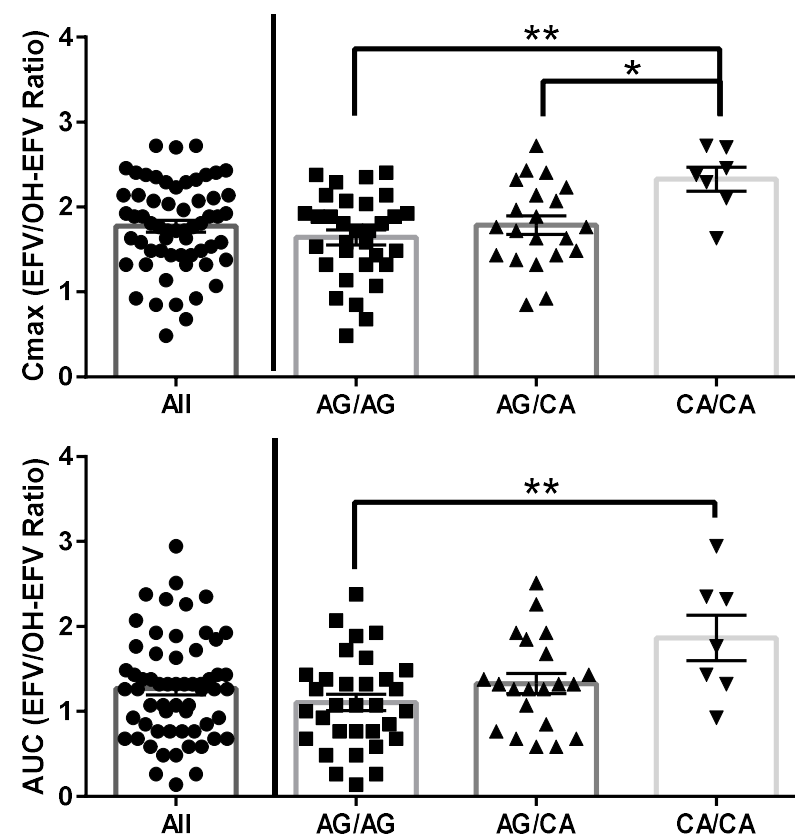 Cmax (EFV/OH-EFV Ratio)
4
3
2
1
0
**
*
All
AG/AG
AG/CA
CA/CA
AUC (EFV/OH-EFV Ratio)
4
3
2
1
0
**
All
AG/AG
AG/CA
CA/CA